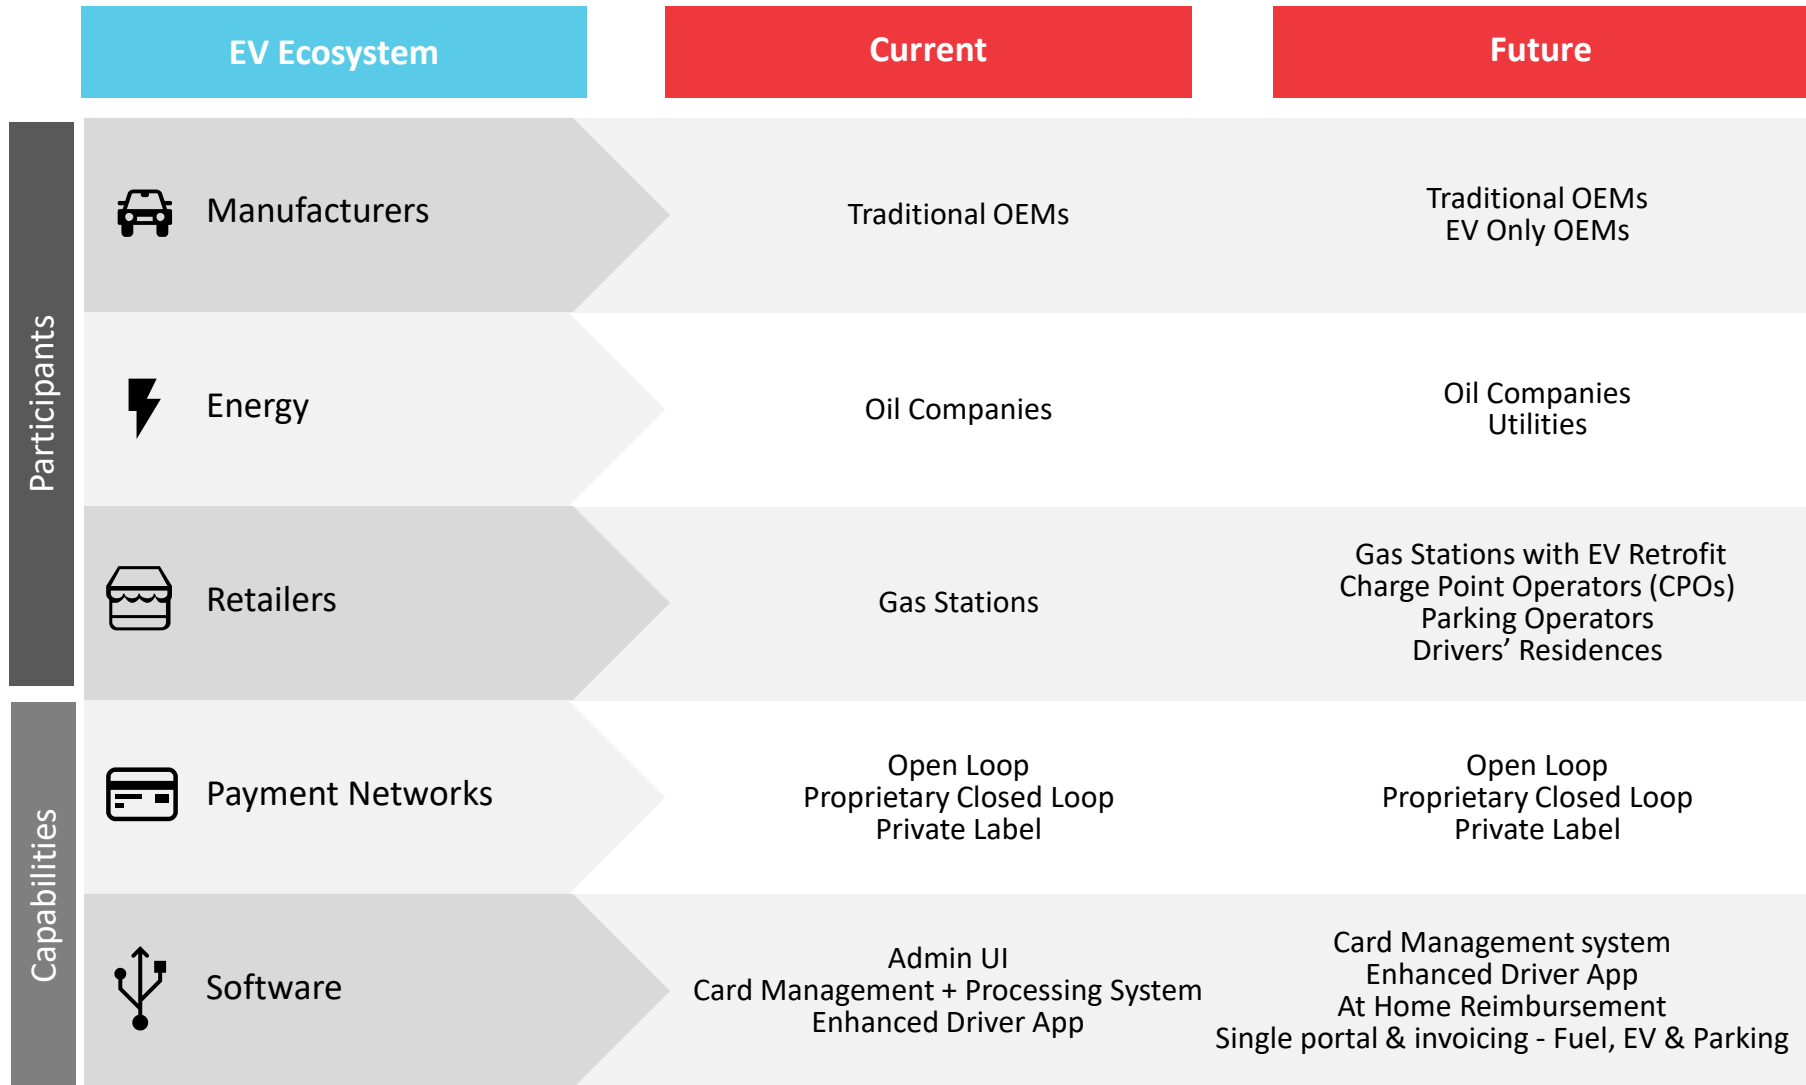 EV Ecosystem
Current
Future
Participants
Manufacturers
Traditional OEMs
Traditional OEMs
EV Only OEMs
Energy
Oil Companies
Oil Companies
Utilities
Retailers
Gas Stations
Gas Stations with EV Retrofit
Charge Point Operators (CPOs)
Parking Operators
Drivers’ Residences
Capabilities
Payment Networks
Open Loop
Proprietary Closed Loop
Private Label
Open Loop
Proprietary Closed Loop
Private Label
Software
Admin UI
Card Management + Processing System
Enhanced Driver App
Card Management system
Enhanced Driver App
At Home Reimbursement
Single portal & invoicing - Fuel, EV & Parking